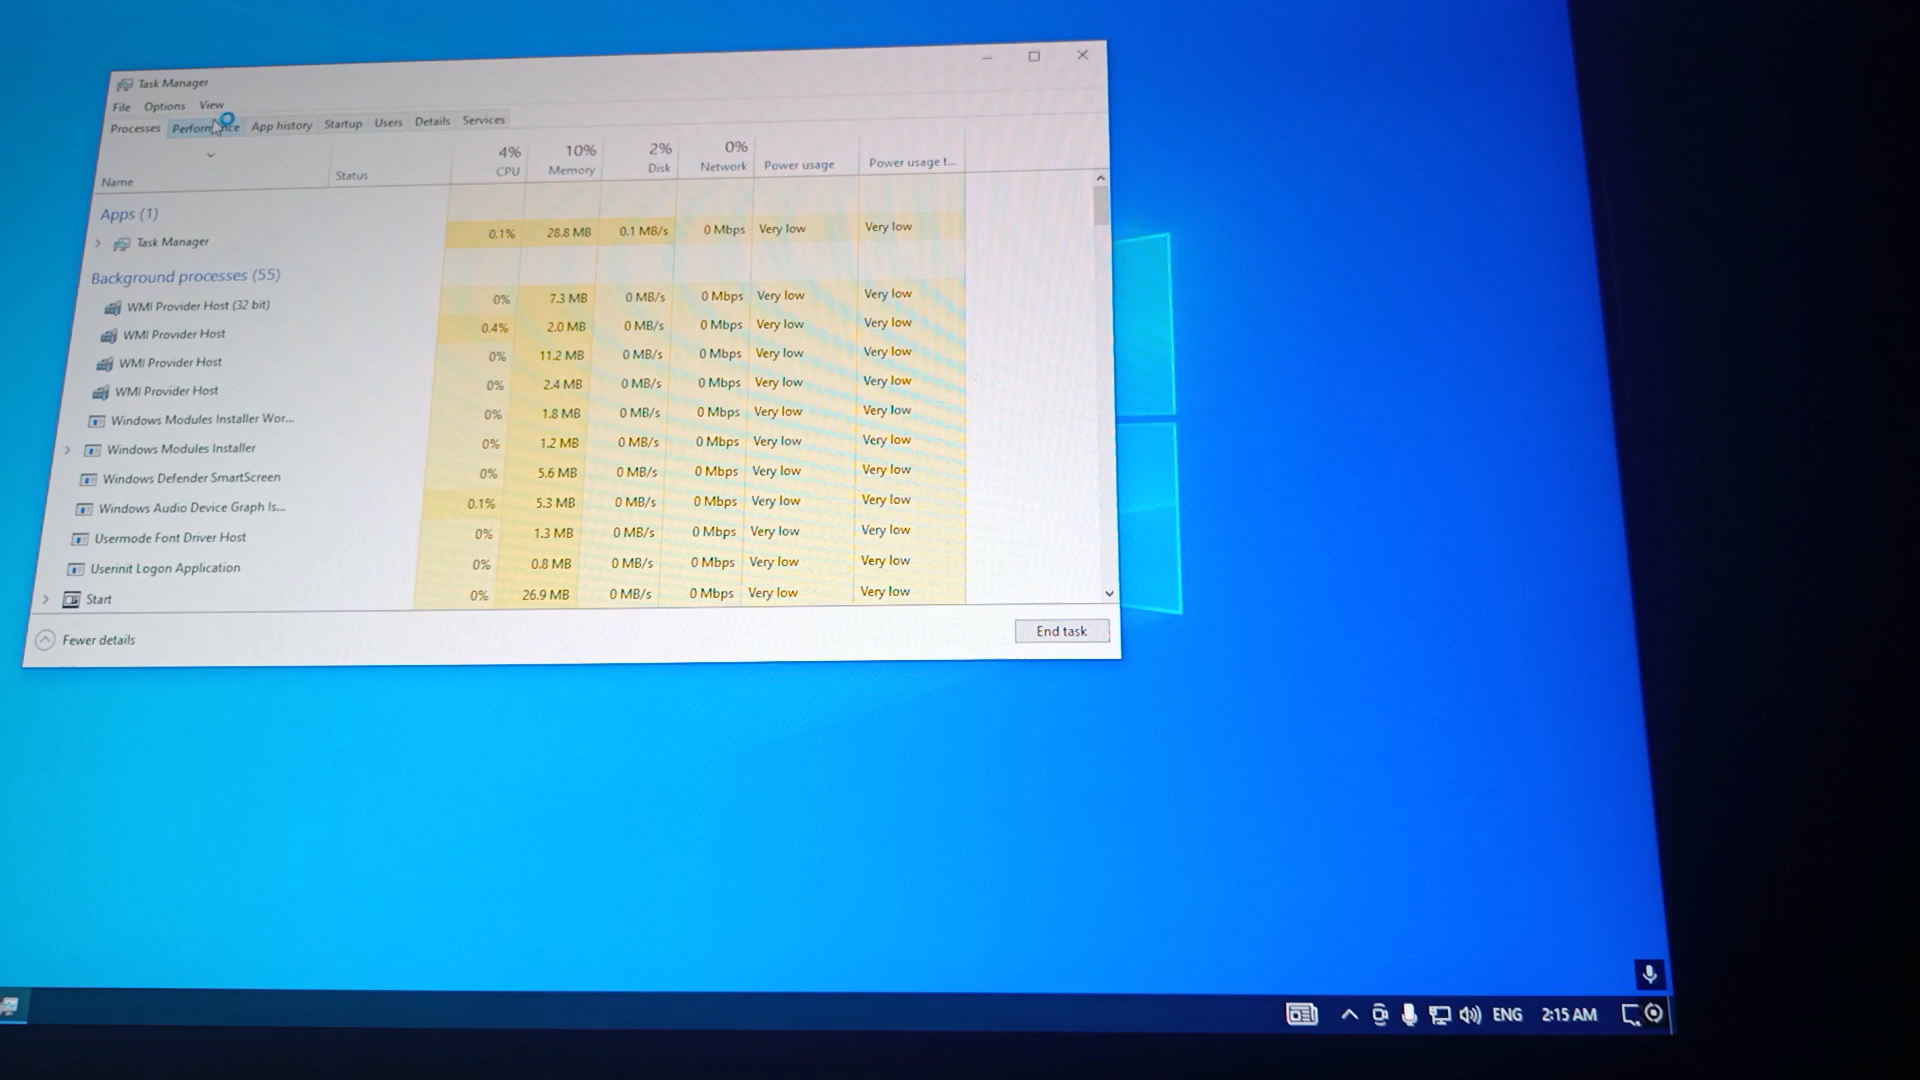 Task Manager
File Options View
Processes Performance App history Startup Users Details Services
4% 10% 2% 0%
Name Status CPU Memory Disk Network Power usage Power usage t...
Apps (1)
Task Manager 0.1% 28.8 MB 0.1 MB/s 0 Mbps Very low Very low
Background processes (55)
WMI Provider Host (32 bit) 0% 7.3 MB 0 MB/s 0 Mbps Very low Very low
WMI Provider Host 0.4% 2.0 MB 0 MB/s 0 Mbps Very low Very low
WMI Provider Host 0% 11.2 MB 0 MB/s 0 Mbps Very low Very low
WMI Provider Host 0% 2.4 MB 0 MB/s 0 Mbps Very low Very low
Windows Modules Installer Wor... 0% 1.8 MB 0 MB/s 0 Mbps Very low Very low
Windows Modules Installer 0% 1.2 MB 0 MB/s 0 Mbps Very low Very low
Windows Defender SmartScreen 0% 5.6 MB 0 MB/s 0 Mbps Very low Very low
Windows Audio Device Graph Is... 0.1% 5.3 MB 0 MB/s 0 Mbps Very low Very low
Usermode Font Driver Host 0% 1.3 MB 0 MB/s 0 Mbps Very low Very low
Userinit Logon Application 0% 0.8 MB 0 MB/s 0 Mbps Very low Very low
Start 0% 26.9 MB 0 MB/s 0 Mbps Very low Very low
Fewer details End task
ENG 2:15 AM